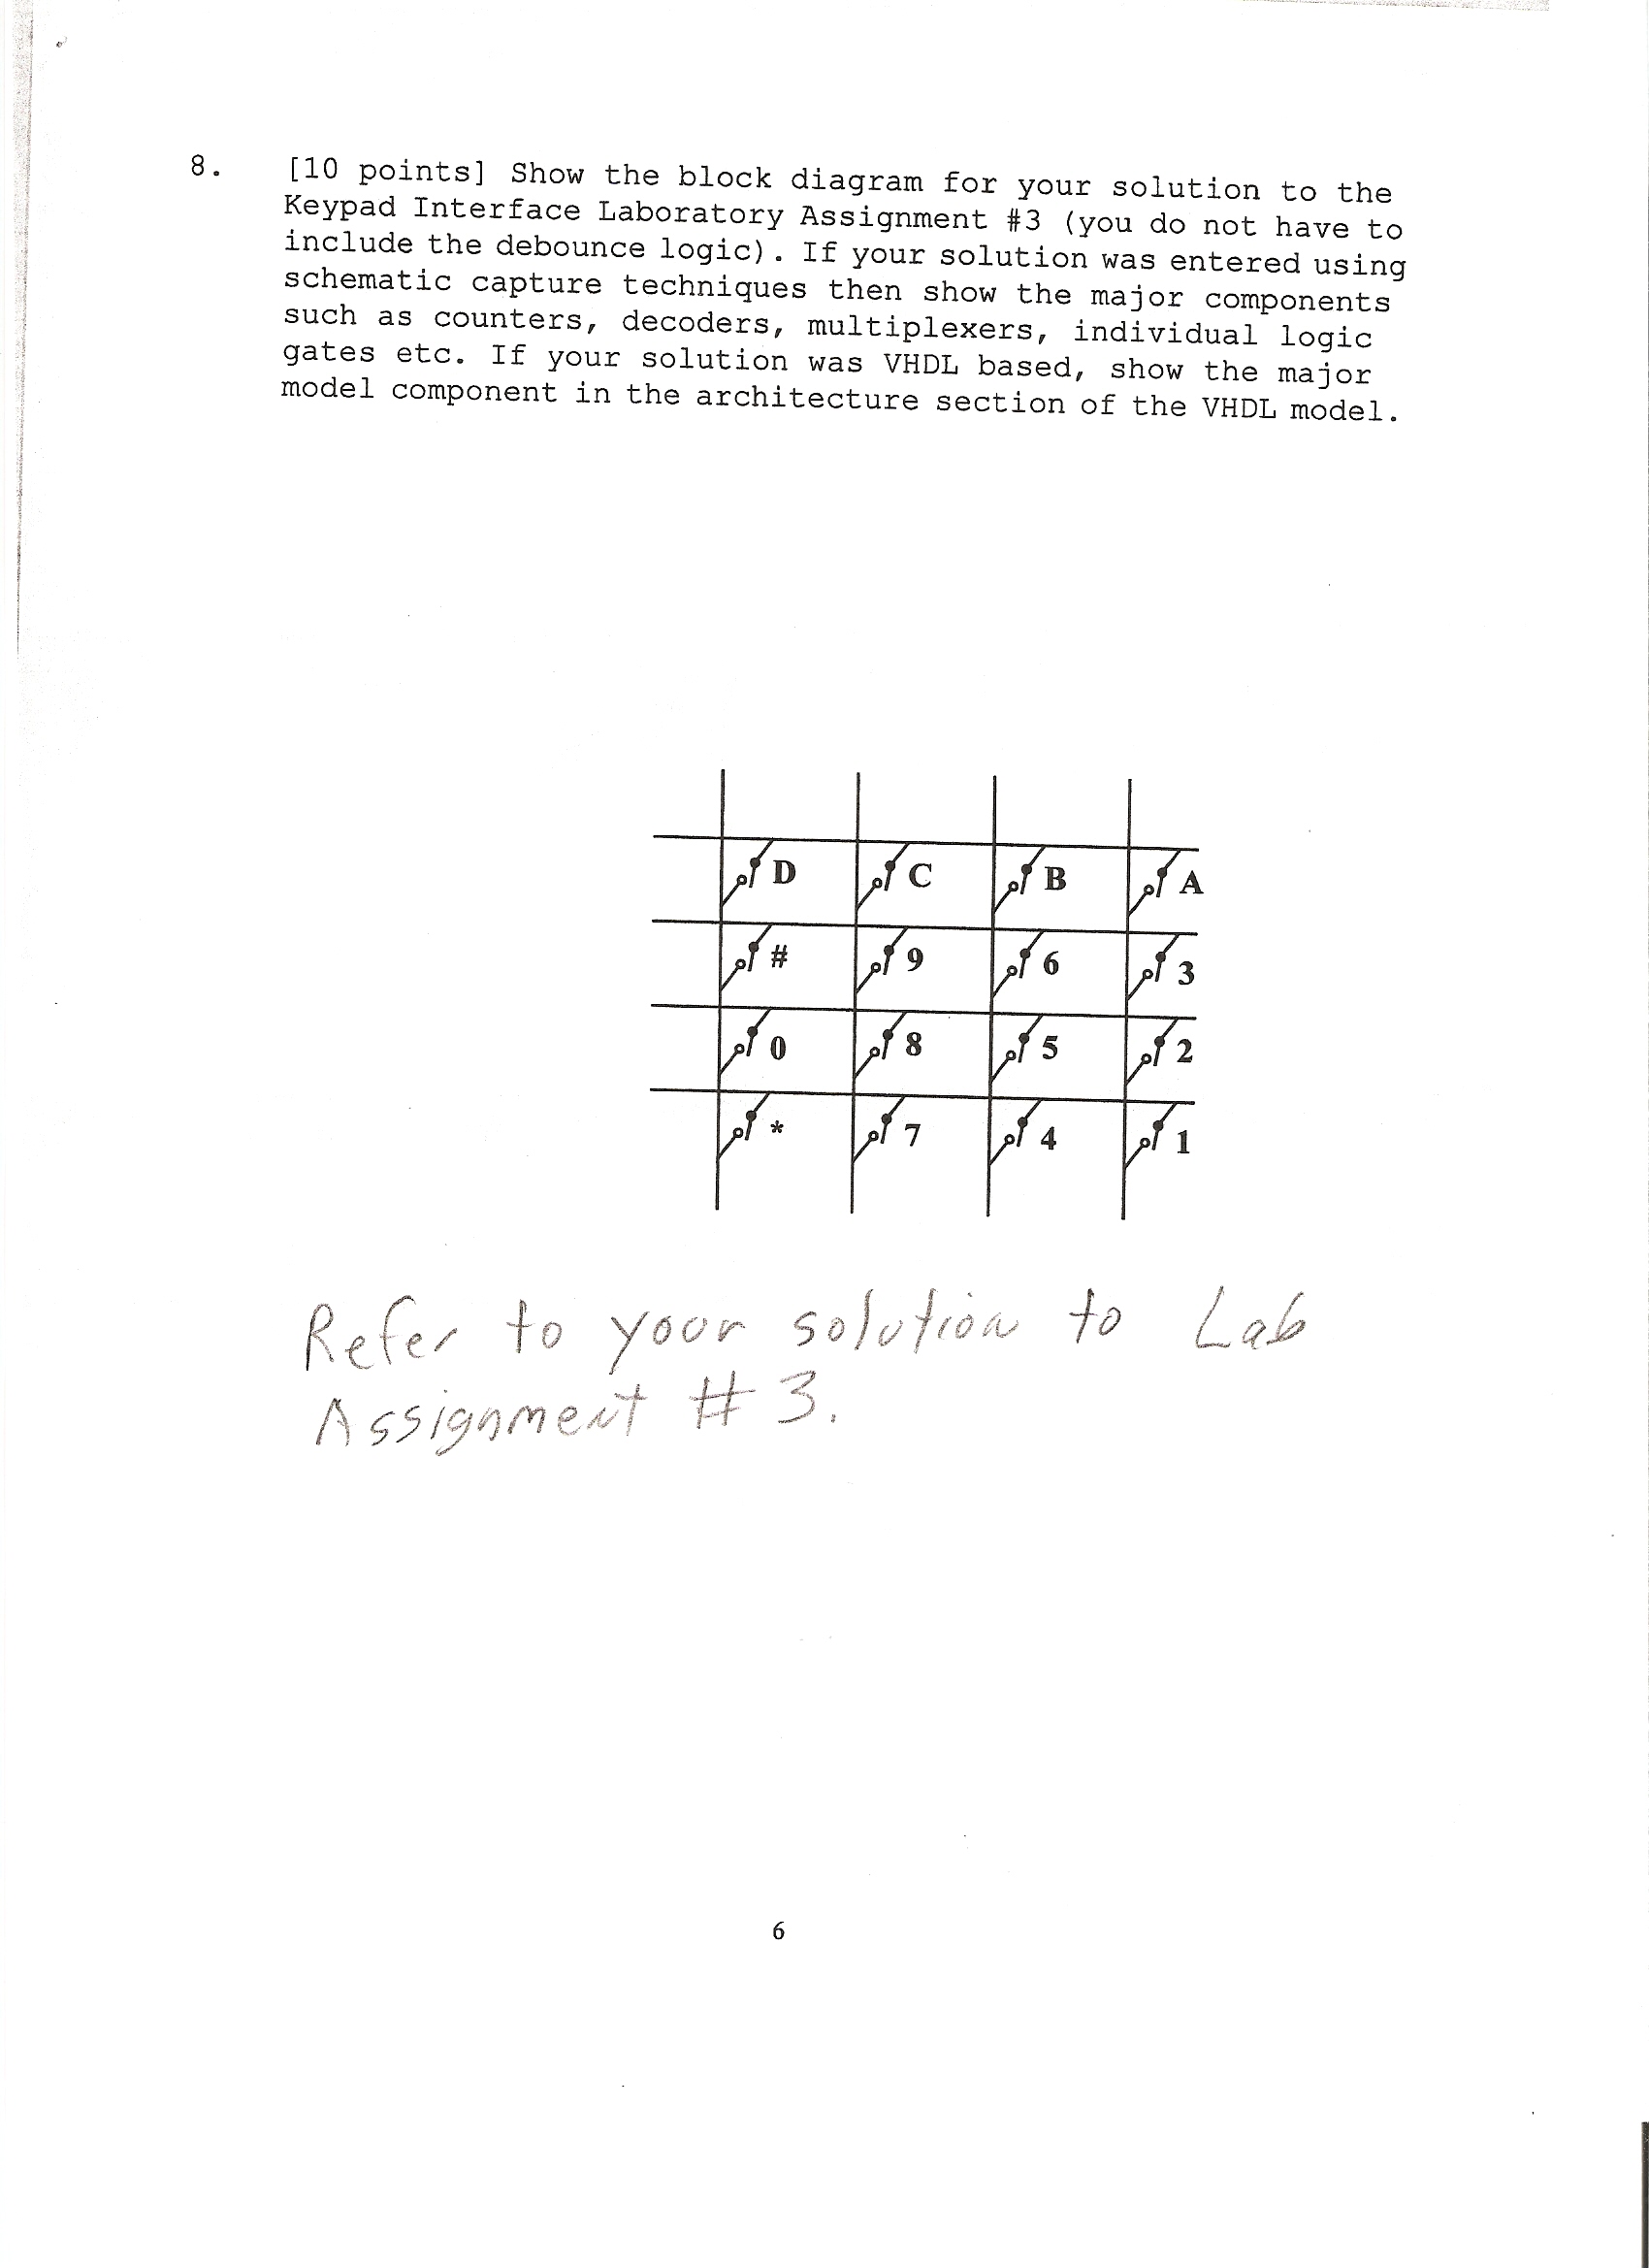 8. [10 points] Show the block diagram for your solution to the
Keypad Interface Laboratory Assignment #3 (you do not have to
include the debounce logic). If your solution was entered using
schematic capture techniques then show the major components
such as counters, decoders, multiplexers, individual logic
gates etc. If your solution was VHDL based, show the major
model component in the architecture section of the VHDL model.
D C B A
# 9 6 3
0 8 5 2
* 7 4 1
Refer to your solution to Lab
Assignment # 3.
6